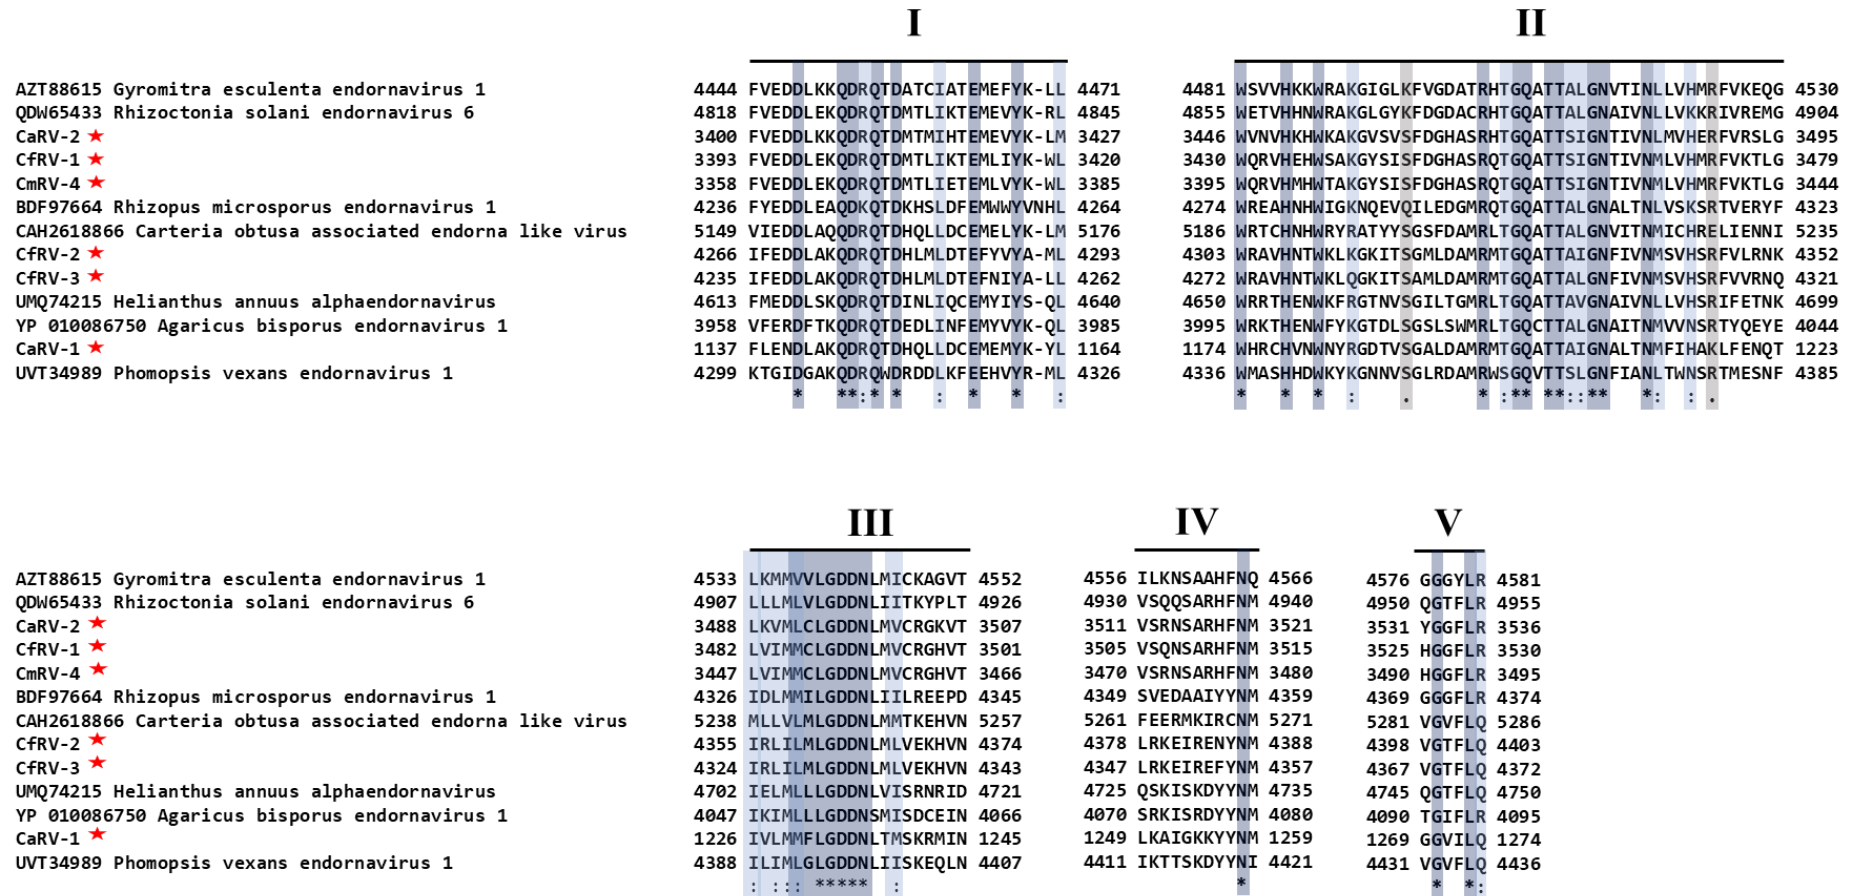 I II
AZT88615 Gyromitra esculenta endornavirus 1 4444 FVEDDLKKQDRQTDATCIATEMEFYK-LL 4471 4481 WSVVHKKWRAKGIGLKFVGDATRHTGQATTALGNVTINLLVHMRFVKEQG 4530
QDW65433 Rhizoctonia solani endornavirus 6 4818 FVEDDLEKQDRQTDMTLIKTEMEVYK-RL 4845 4855 WETVHHNWRAKGLGYKFDGDACRHTGQATTALGNAIVNLLVKKRIVREMG 4904
CaRV-2 3400 FVEDDLKKQDRQTDMTMIHTEMEVYK-LM 3427 3446 WVNVHKWRKAKGVSVSFDGHASRHTGQATTSIGNTIVNLMVHERFVRSLG 3495
CfRV-1 3393 FVEDDLEKQDRQTDMTLIKTEMLIYK-WL 3420 3430 WQRVHEHWSAKGYSISFDGHASRQTGQATTSIGNTIVNMLVHMRFVKTLG 3479
CmRV-4 3358 FVEDDLEKQDRQTDMTLIETEMLVYK-WL 3385 3395 WQRVHMHWTAKGYSISFDGHASRQTGQATTSIGNTIVNMLVHMRFVKTLG 3444
BDF97664 Rhizopus microsporus endornavirus 1 4236 FYEDDLEAQDKQTDKHSLDFEMWWYVNHL 4264 4274 WREAHNHWIGKNQEVQILEDGMRQTGQATTALGNALTNLVSKSRTVERYF 4323
CAH2618866 Carteria obtusa associated endorna like virus 5149 VIEDDLAQQDRQTDHQLLDCEMELYK-LM 5176 5186 WRTCHNHWRYRATYYSGSFDAMRLTGQATTALGNVITNMICHRELIENNI 5235
CfRV-2 4266 IFEDDLAKQDRQTDHLMLDTEFYVYA-ML 4293 4303 WRAVHNTWKLKGKITSGMLDAMRMTGQATTAIGNFIVNMSVHSRFVLRNK 4352
CfRV-3 4235 IFEDDLAKQDRQTDHLMLDTEFNIYA-LL 4262 4272 WRAVHNTWKLQGKITSAMLDAMRMTGQATTAIGNFIVNMSVHSRFVVRNQ 4321
UMQ74215 Helianthus annuus alphaendornavirus 4613 FMEDDLSKQDRQTDINLIQCEMYIYS-QL 4640 4650 WRRTHENWKFRGTNVSGILTGMRLTGQATTAVGNAIVNLLVHSRIFETNK 4699
YP 010086750 Agaricus bisporus endornavirus 1 3958 VFERDFTKQDRQTDEDLINFEMYVYK-QL 3985 3995 WRKTHENWFYKGTDLSGSLSWMRLTGQCTTALGNAITNMVVNSRTYQEYE 4044
CaRV-1 1137 FLENDLAKQDRQTDHQLLDCEMEMYK-YL 1164 1174 WHRCHVNWNYRGDTVSGALDAMRMTGQATTAIGNALTNMFIHAKLFENQT 1223
UVT34989 Phomopsis vexans endornavirus 1 4299 KTGIDGAKQDRQWDRDDLKFEEHVYR-ML 4326 4336 WMASHHDWKYKGNNVSGLRDAMRWSGQVTTSLGNFIANLTWNSRTMESNF 4385
* **:** * : * * : * * * : . * :** **::** *: : .
III IV V
AZT88615 Gyromitra esculenta endornavirus 1 4533 LKMMVVLGDDNLMICKAGVT 4552 4556 ILKNSAAHFNQ 4566 4576 GGGYLR 4581
QDW65433 Rhizoctonia solani endornavirus 6 4907 LLLMLVLGDDNLIITKYPLT 4926 4930 VSQQSARHFNM 4940 4950 QGTFLR 4955
CaRV-2 3488 LKVMLCLGDDNLMVCRGKVT 3507 3511 VSRNSARHFNM 3521 3531 YGGFLR 3536
CfRV-1 3482 LVIMMCLGDDNLMVCRGHVT 3501 3505 VSQNSARHFNM 3515 3525 HGGFLR 3530
CmRV-4 3447 LVIMMCLGDDNLMVCRGHVT 3466 3470 VSRNSARHFNM 3480 3490 HGGFLR 3495
BDF97664 Rhizopus microsporus endornavirus 1 4326 IDLMMILGDDNLIILREEPD 4345 4349 SVEDAAIYYNM 4359 4369 GGGFLR 4374
CAH2618866 Carteria obtusa associated endorna like virus 5238 MLLVLMLGDDNLMMTKEHVN 5257 5261 FEERMKIRCNM 5271 5281 VGVFLQ 5286
CfRV-2 4355 IRLILMLGDDNLMLVEKHVN 4374 4378 LRKEIRENYNM 4388 4398 VGTFLQ 4403
CfRV-3 4324 IRLILMLGDDNLMLVEKHVN 4343 4347 LRKEIREFYNM 4357 4367 VGTFLQ 4372
UMQ74215 Helianthus annuus alphaendornavirus 4702 IELMLLLGDDNLVISRNRID 4721 4725 QSKISKDYYNM 4735 4745 QGTFLQ 4750
YP 010086750 Agaricus bisporus endornavirus 1 4047 IKIMLLLGDDNSMISDCEIN 4066 4070 SRKISRDYYNM 4080 4090 TGIFLR 4095
CaRV-1 1226 IVLMMFLGDDNLTMSKRMIN 1245 1249 LKAIGKKYYNM 1259 1269 GGVILQ 1274
UVT34989 Phomopsis vexans endornavirus 1 4388 ILIMLGLGDDNLIISKEQLN 4407 4411 IKTTSKDYYNI 4421 4431 VGVFLQ 4436
: ::: ***** : * * *: